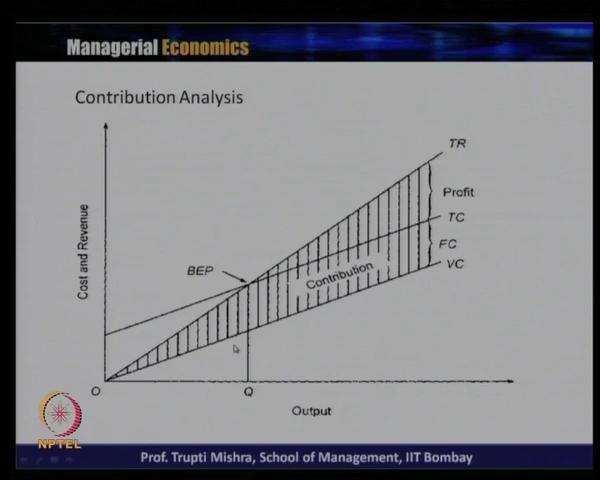 Managerial Economics
Contribution Analysis
TR
Profit
TC
FC
VC
Cost and Revenue
BEP
Contribution
O
Q
Output
NPTEL
Prof. Trupti Mishra, School of Management, IIT Bombay